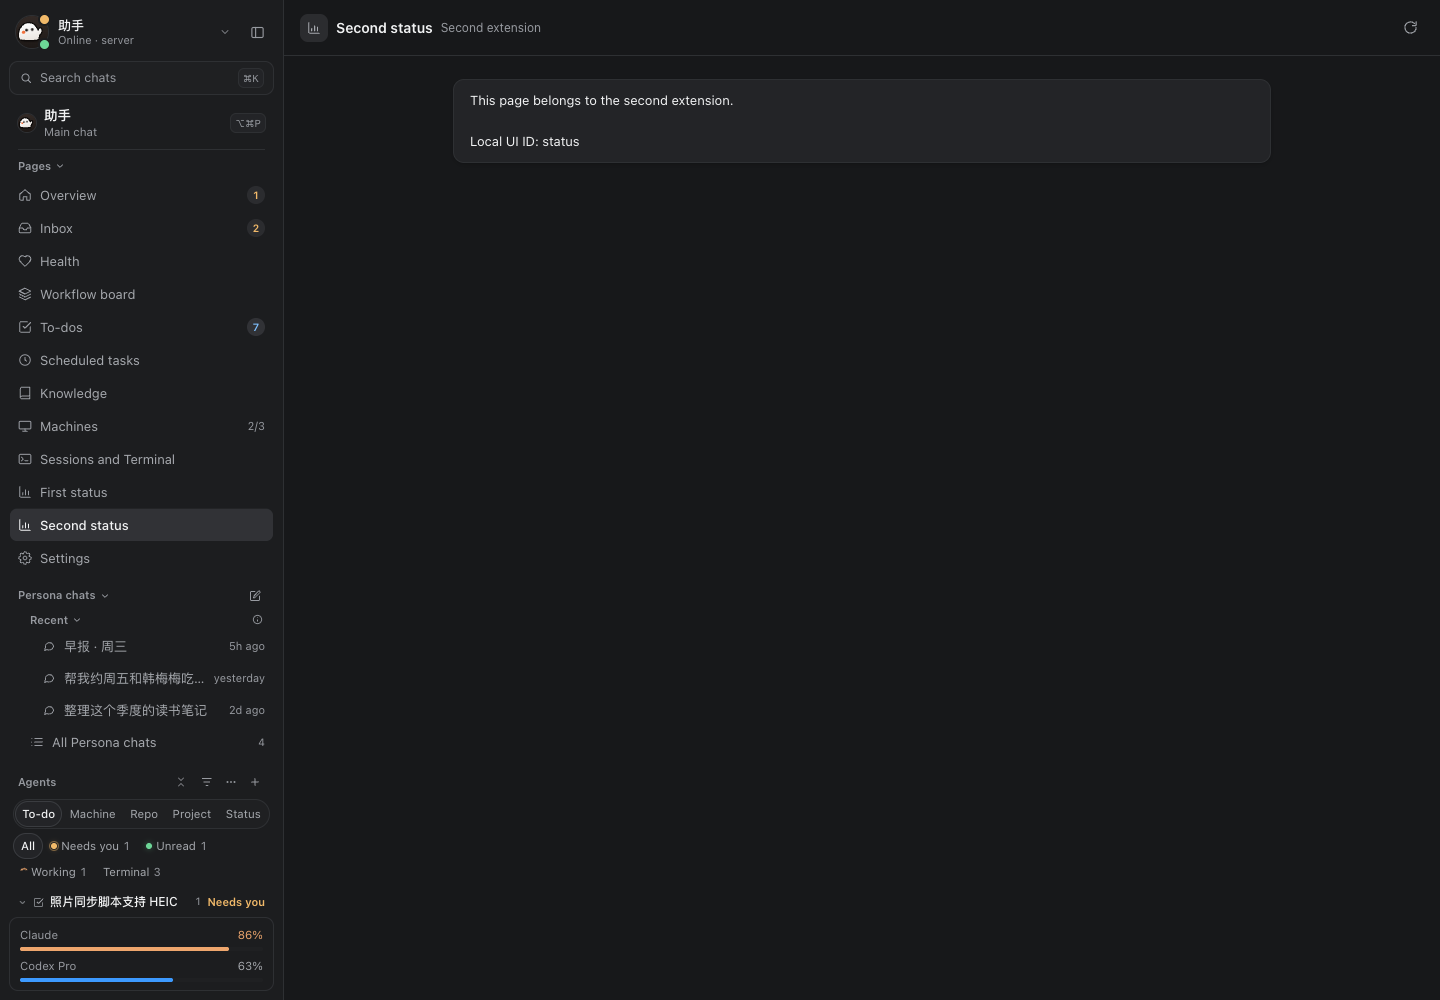 助手
Online · server
Search chats
⌘K
助手
Main chat
⌥⌘P
Pages
Overview
1
Inbox
2
Health
Workflow board
To-dos
7
Scheduled tasks
Knowledge
Machines
2/3
Sessions and Terminal
First status
Second status
Settings
Persona chats
Recent
早报 · 周三
5h ago
帮我约周五和韩梅梅吃...
yesterday
整理这个季度的读书笔记
2d ago
All Persona chats
4
Agents
To-do Machine Repo Project Status
All Needs you 1 Unread 1
Working 1 Terminal 3
照片同步脚本支持 HEIC 1 Needs you
Claude 86%
Codex Pro 63%
Second status Second extension
This page belongs to the second extension.
Local UI ID: status